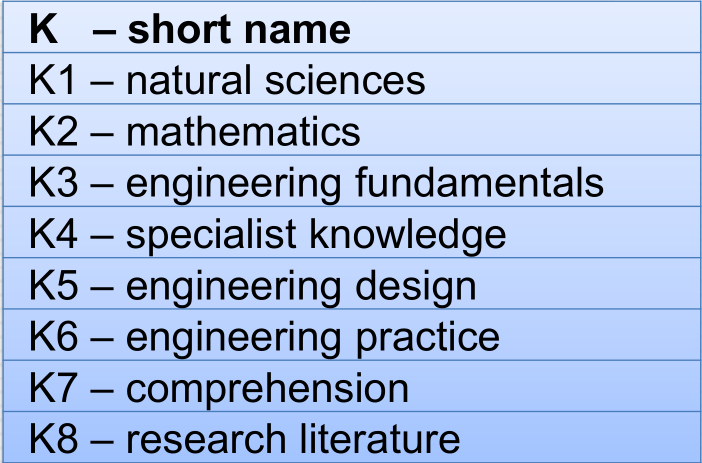 K – short name
K1 – natural sciences
K2 – mathematics
K3 – engineering fundamentals
K4 – specialist knowledge
K5 – engineering design
K6 – engineering practice
K7 – comprehension
K8 – research literature